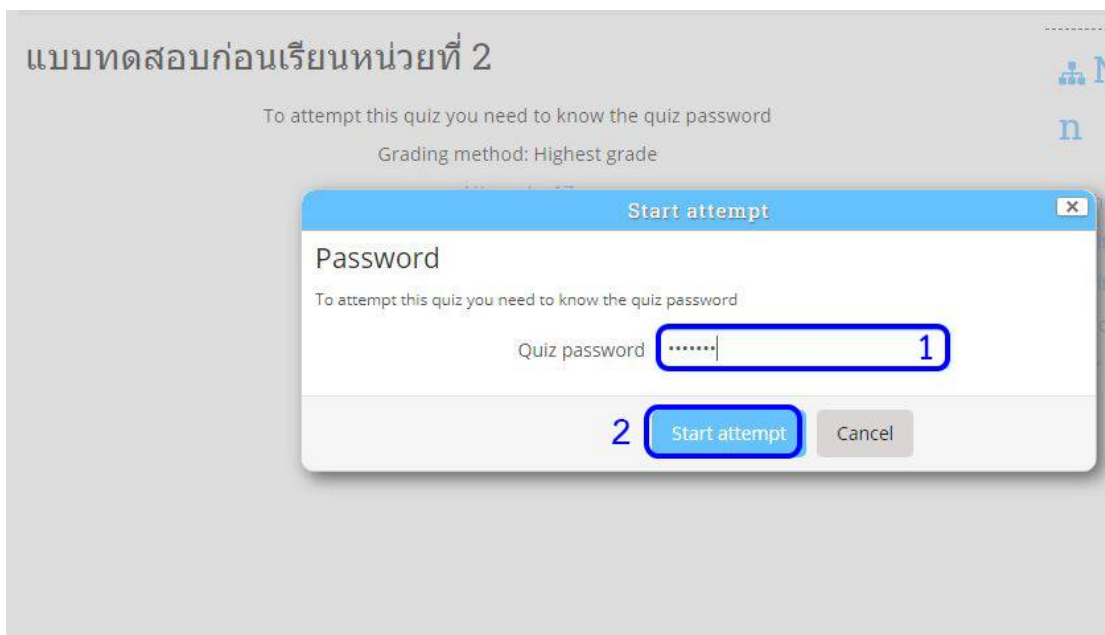 แบบทดสอบก่อนเรียนหน่วยที่ 2
To attempt this quiz you need to know the quiz password
Grading method: Highest grade
Start attempt
Password
To attempt this quiz you need to know the quiz password
Quiz password ······· 1
2 Start attempt Cancel
N
n